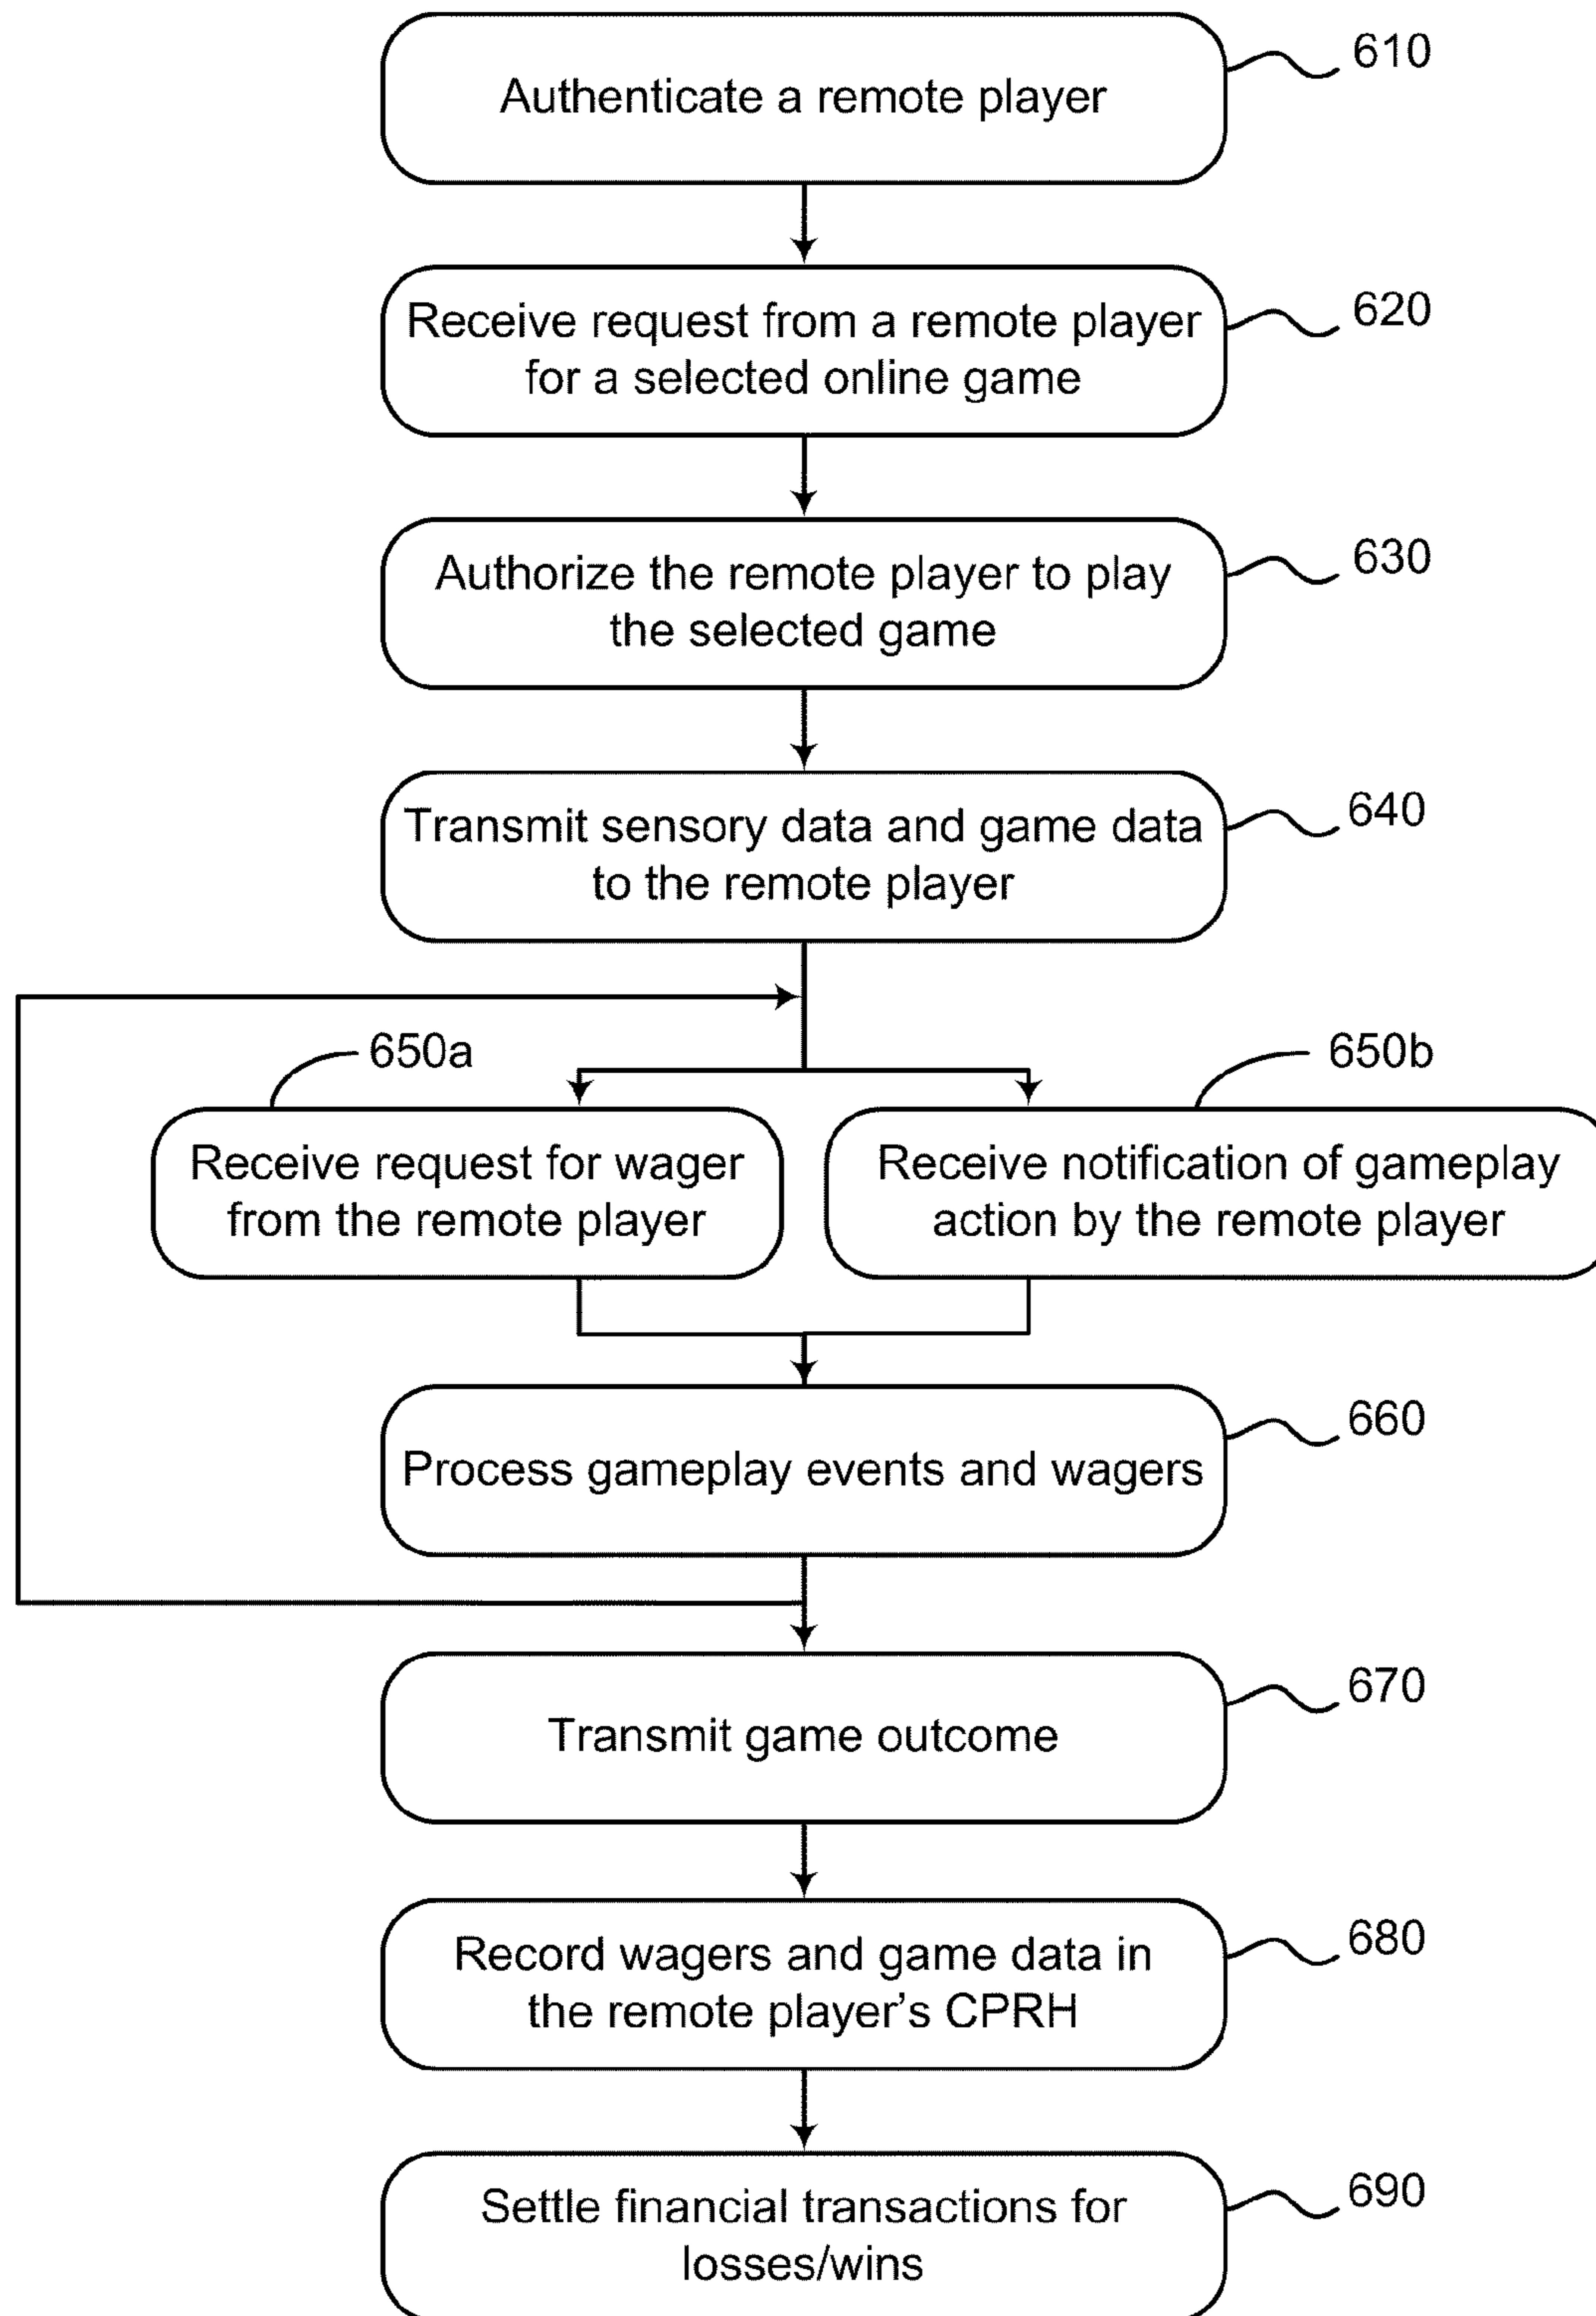 Authenticate a remote player
610
Receive request from a remote player
for a selected online game
620
Authorize the remote player to play
the selected game
630
Transmit sensory data and game data
to the remote player
640
650a
Receive request for wager
from the remote player
650b
Receive notification of gameplay
action by the remote player
Process gameplay events and wagers
660
Transmit game outcome
670
Record wagers and game data in
the remote player's CPRH
680
Settle financial transactions for
losses/wins
690